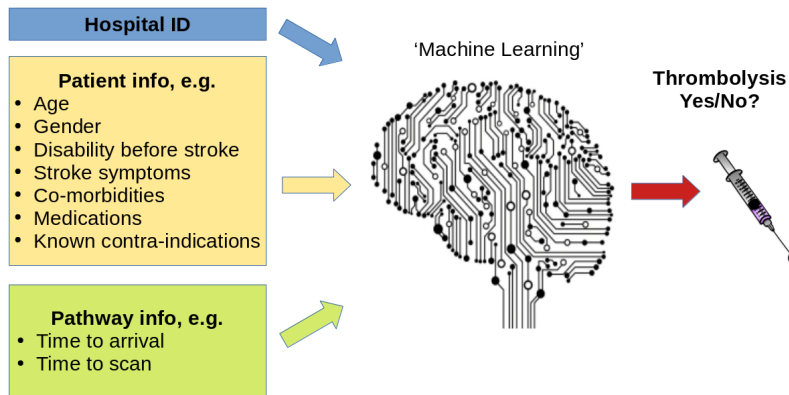 Hospital ID
Patient info, e.g.
• Age
• Gender
• Disability before stroke
• Stroke symptoms
• Co-morbidities
• Medications
• Known contra-indications
Pathway info, e.g.
• Time to arrival
• Time to scan
‘Machine Learning’
Thrombolysis
Yes/No?